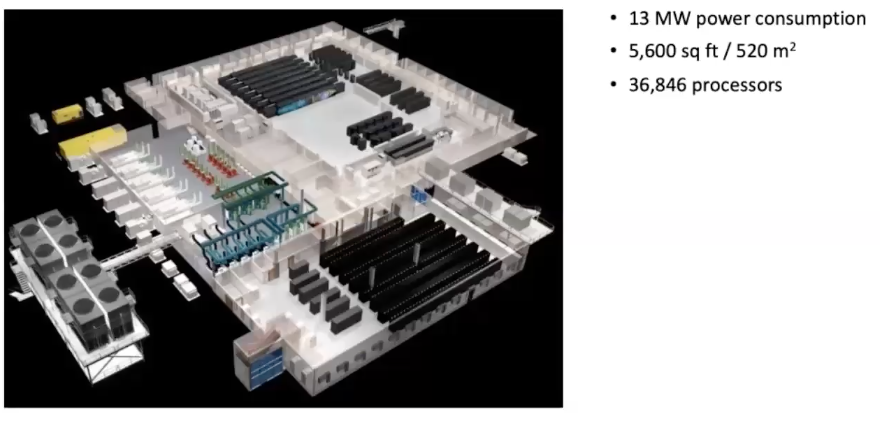 • 13 MW power consumption
• 5,600 sq ft / 520 m²
• 36,846 processors